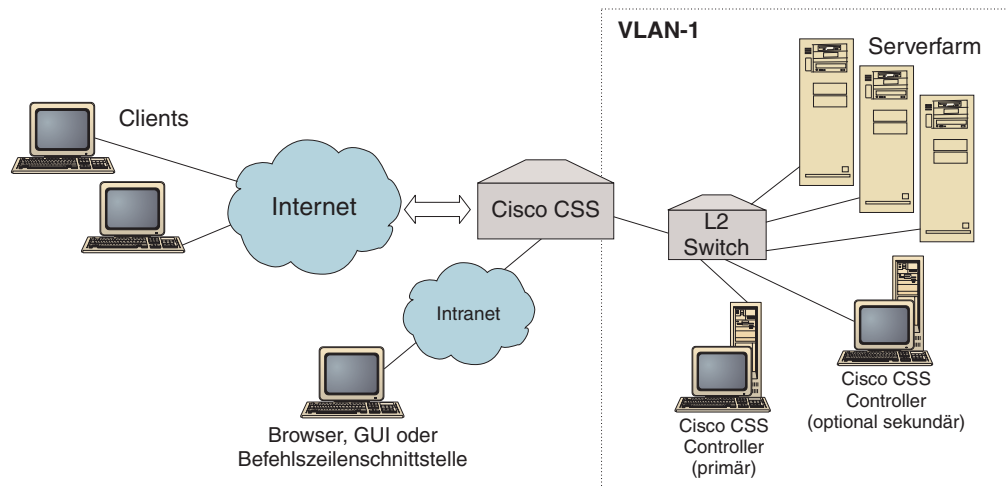 VLAN-1
Serverfarm
Clients
Internet
Cisco CSS
L2
Switch
Intranet
Browser, GUI oder
Befehlszeilenschnittstelle
Cisco CSS
Controller
(primär)
Cisco CSS
Controller
(optional sekundär)